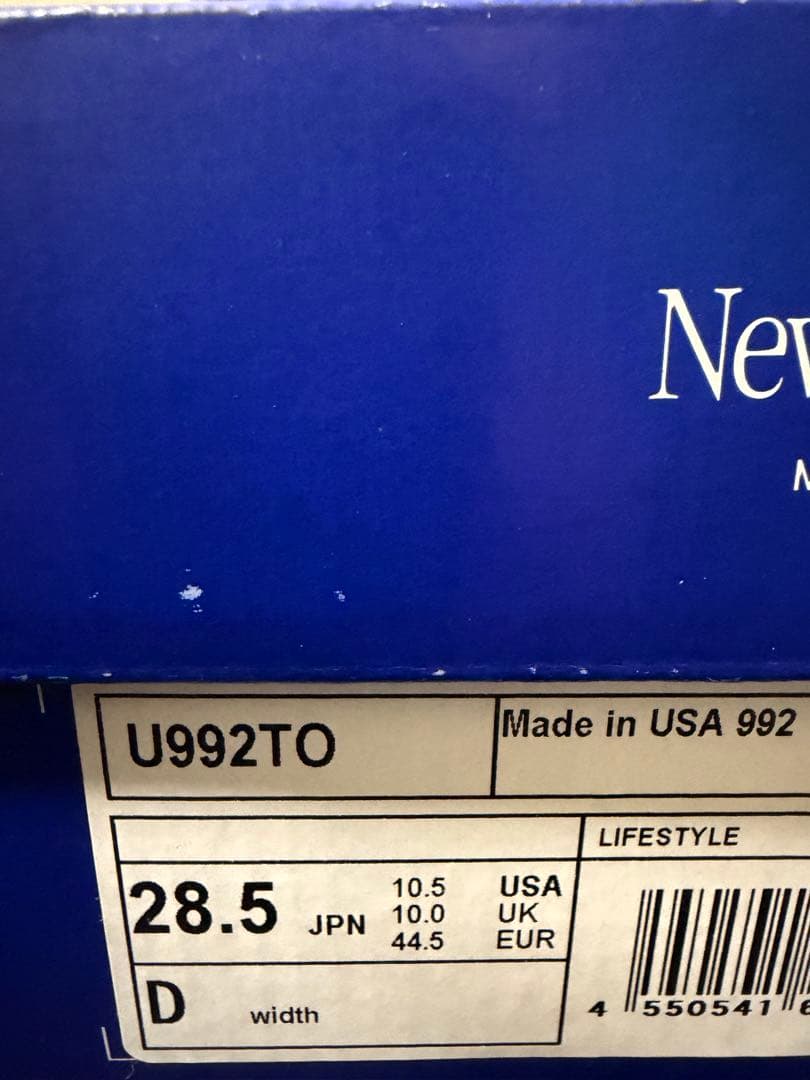 Nev
U992TO
Made in USA 992
LIFESTYLE
28.5 JPN
10.5 USA
10.0 UK
44.5 EUR
D width
4 550541